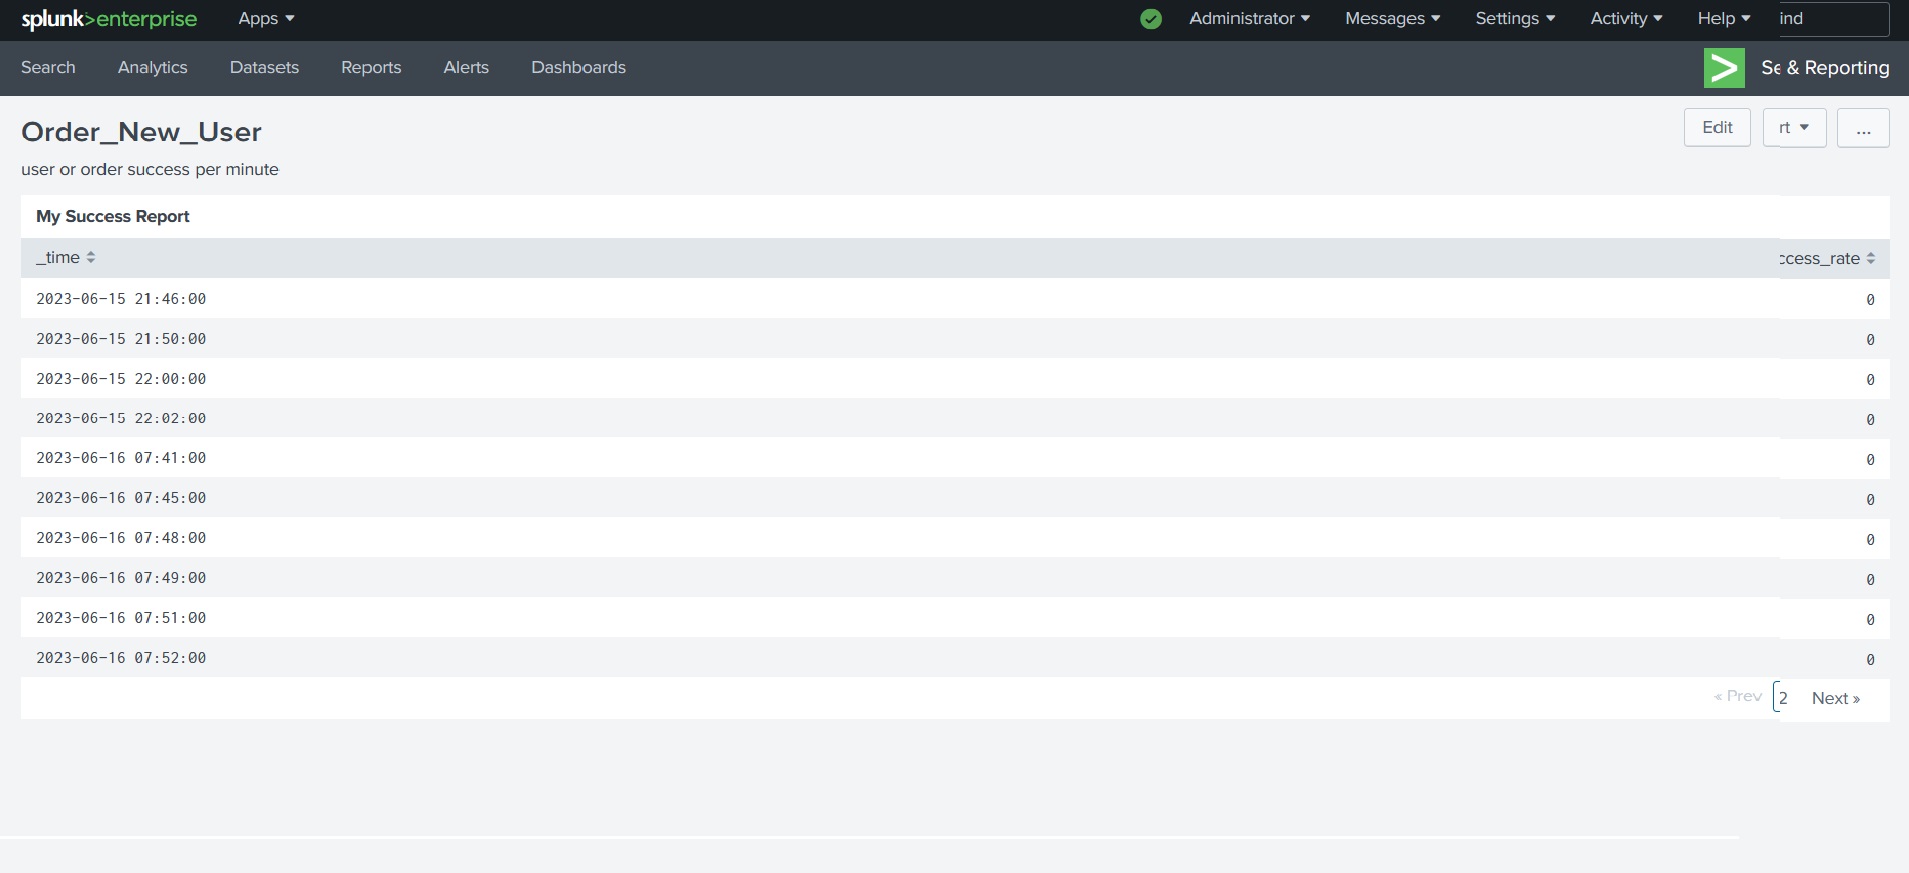 splunk>enterprise Apps Administrator Messages Settings Activity Help ind
Search Analytics Datasets Reports Alerts Dashboards Se & Reporting
Order_New_User Edit rt ...
user or order success per minute
My Success Report
_time ccess_rate
2023-06-15 21:46:00 0
2023-06-15 21:50:00 0
2023-06-15 22:00:00 0
2023-06-15 22:02:00 0
2023-06-16 07:41:00 0
2023-06-16 07:45:00 0
2023-06-16 07:48:00 0
2023-06-16 07:49:00 0
2023-06-16 07:51:00 0
2023-06-16 07:52:00 0
« Prev 2 Next »